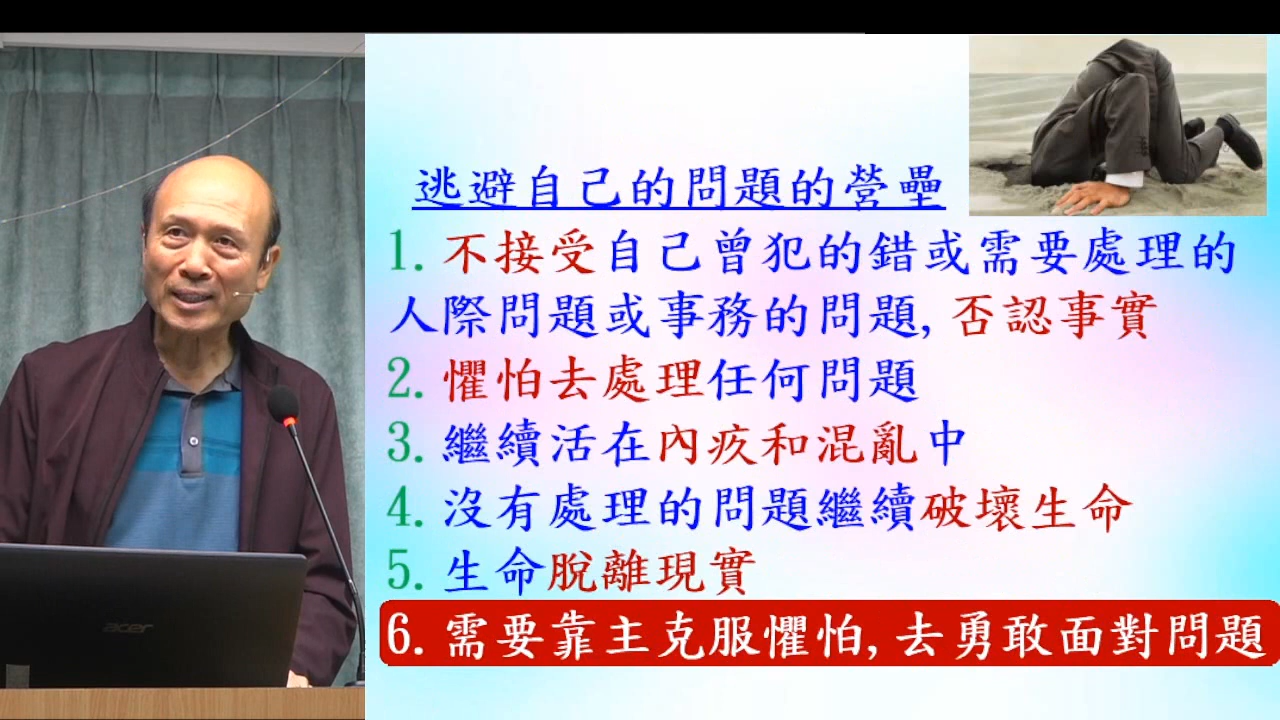 逃避自己的問題的營壘
1. 不接受自己曾犯的錯或需要處理的
人際問題或事務的問題, 否認事實
2. 懼怕去處理任何問題
3. 繼續活在內疚和混亂中
4. 沒有處理的問題繼續破壞生命
5. 生命脫離現實
6. 需要靠主克服懼怕, 去勇敢面對問題
acer